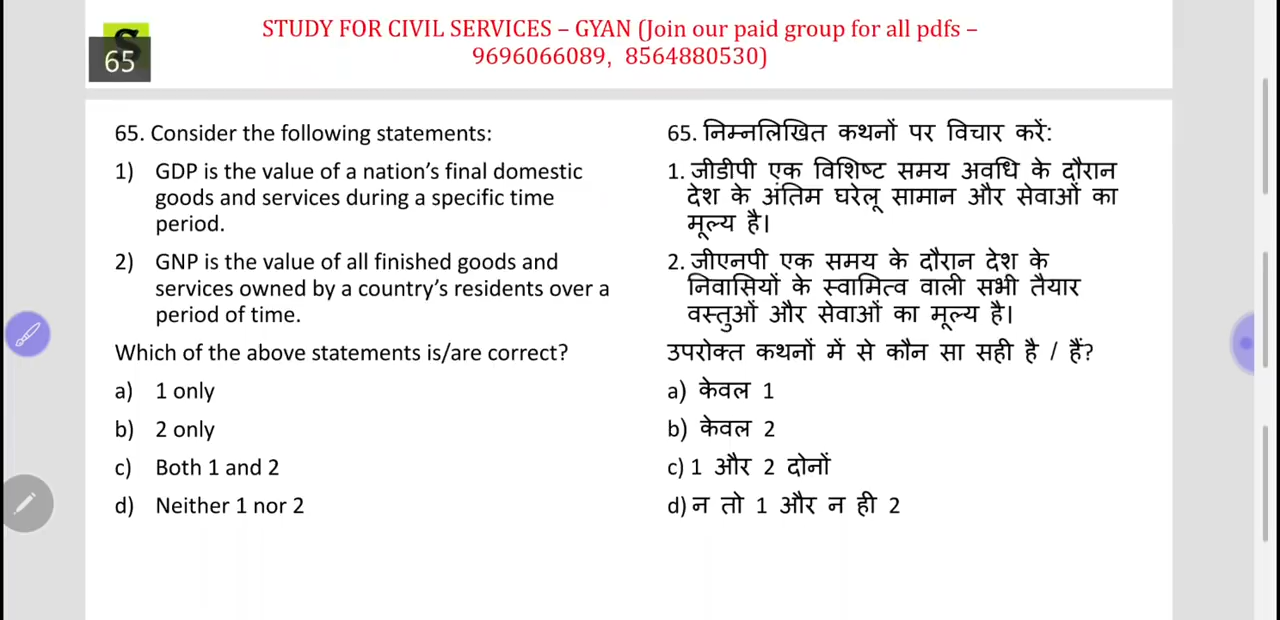 STUDY FOR CIVIL SERVICES – GYAN (Join our paid group for all pdfs –
9696066089, 8564880530)
S
65
65. Consider the following statements:
1) GDP is the value of a nation's final domestic
goods and services during a specific time
period.
2) GNP is the value of all finished goods and
services owned by a country's residents over a
period of time.
Which of the above statements is/are correct?
a) 1 only
b) 2 only
c) Both 1 and 2
d) Neither 1 nor 2
65. निम्नलिखित कथनों पर विचार करें:
1. जीडीपी एक विशिष्ट समय अवधि के दौरान
देश के अंतिम घरेलू सामान और सेवाओं का
मूल्य है।
2. जीएनपी एक समय के दौरान देश के
निवासियों के स्वामित्व वाली सभी तैयार
वस्तुओं और सेवाओं का मूल्य है।
उपरोक्त कथनों में से कौन सा सही है / हैं?
a) केवल 1
b) केवल 2
c) 1 और 2 दोनों
d) न तो 1 और न ही 2